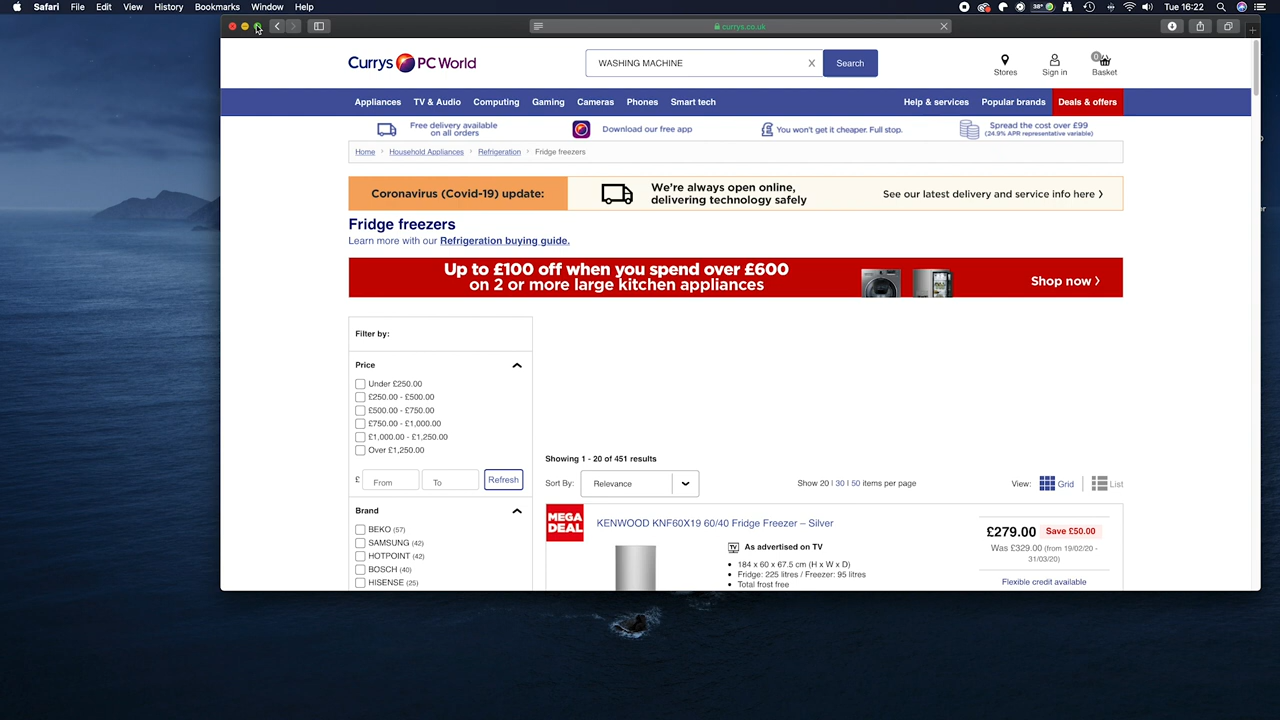 Safari File Edit View History Bookmarks Window Help
38° Tue 16:22
currys.co.uk
Currys PC World
WASHING MACHINE X Search
Stores Sign in 0 Basket
Appliances TV & Audio Computing Gaming Cameras Phones Smart tech Help & services Popular brands Deals & offers
Free delivery available
on all orders
Download our free app
You won't get it cheaper. Full stop.
Spread the cost over £99
(24.9% APR representative variable)
Home > Household Appliances > Refrigeration > Fridge freezers
Coronavirus (Covid-19) update:
We're always open online,
delivering technology safely
See our latest delivery and service info here >
Fridge freezers
Learn more with our Refrigeration buying guide.
Up to £100 off when you spend over £600
on 2 or more large kitchen appliances
Shop now >
Filter by:
Price
Under £250.00
£250.00 - £500.00
£500.00 - £750.00
£750.00 - £1,000.00
£1,000.00 - £1,250.00
Over £1,250.00
£ From To Refresh
Brand
BEKO (57)
SAMSUNG (42)
HOTPOINT (42)
BOSCH (40)
HISENSE (25)
Showing 1 - 20 of 451 results
Sort By: Relevance
Show 20 | 30 | 50 items per page
View: Grid | List
MEGA
DEAL
KENWOOD KNF60X19 60/40 Fridge Freezer – Silver
TV As advertised on TV
• 184 x 60 x 67.5 cm (H x W x D)
• Fridge: 225 litres / Freezer: 95 litres
• Total frost free
£279.00 Save £50.00
Was £329.00 (from 19/02/20 -
31/03/20)
Flexible credit available